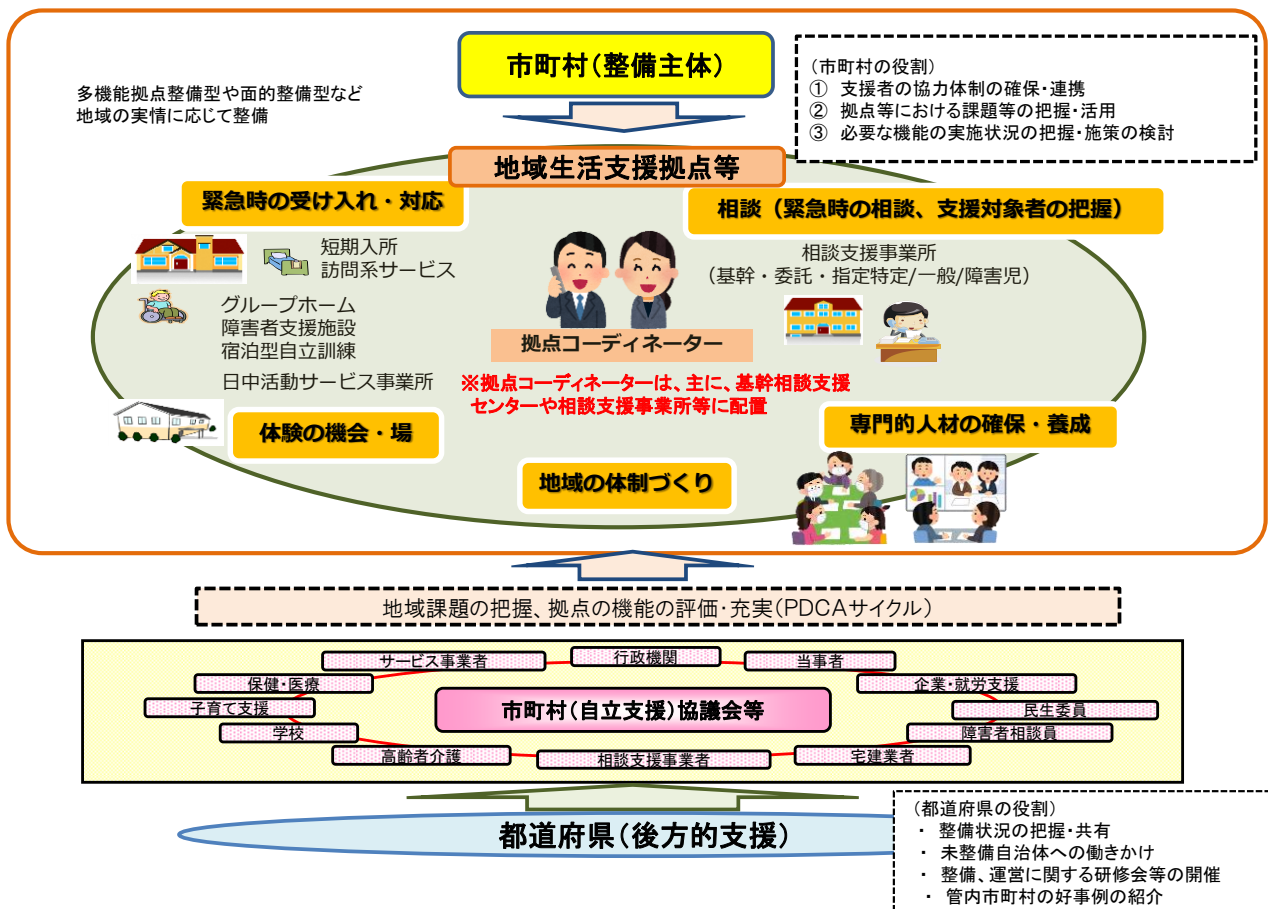 市町村（整備主体）
多機能拠点整備型や面的整備型など
地域の実情に応じて整備
（市町村の役割）
① 支援者の協力体制の確保・連携
② 拠点等における課題等の把握・活用
③ 必要な機能の実施状況の把握・施策の検討
地域生活支援拠点等
緊急時の受け入れ・対応
短期入所
訪問系サービス
グループホーム
障害者支援施設
宿泊型自立訓練
日中活動サービス事業所
相談（緊急時の相談、支援対象者の把握）
相談支援事業所
（基幹・委託・指定特定/一般/障害児）
拠点コーディネーター
※拠点コーディネーターは、主に、基幹相談支援
センターや相談支援事業所等に配置
体験の機会・場
専門的人材の確保・養成
地域の体制づくり
地域課題の把握、拠点の機能の評価・充実（PDCAサイクル）
サービス事業者
行政機関
当事者
保健・医療
企業・就労支援
子育て支援
市町村（自立支援）協議会等
民生委員
学校
障害者相談員
高齢者介護
相談支援事業者
宅建業者
都道府県（後方的支援）
（都道府県の役割）
・ 整備状況の把握・共有
・ 未整備自治体への働きかけ
・ 整備、運営に関する研修会等の開催
・ 管内市町村の好事例の紹介